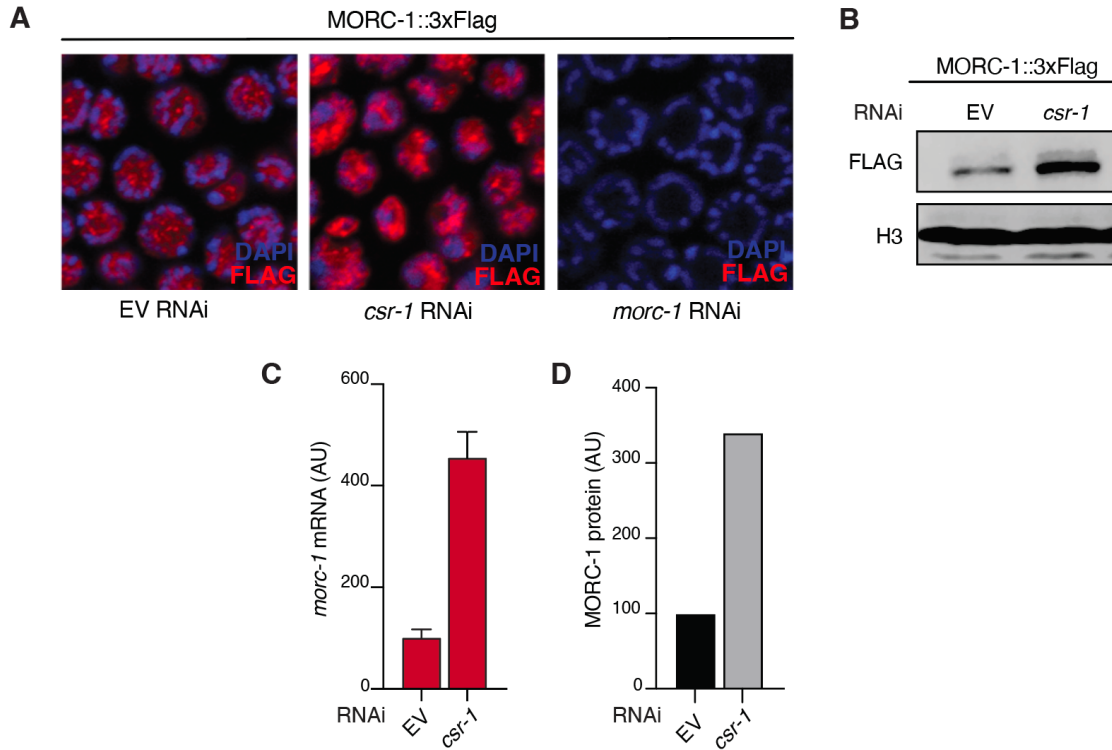 A
MORC-1::3xFlag
DAPI
FLAG
DAPI
FLAG
DAPI
FLAG
EV RNAi
csr-1 RNAi
morc-1 RNAi
B
MORC-1::3xFlag
RNAi
EV
csr-1
FLAG
H3
C
morc-1 mRNA (AU)
600
400
200
0
RNAi
EV
csr-1
D
MORC-1 protein (AU)
400
300
200
100
0
RNAi
EV
csr-1